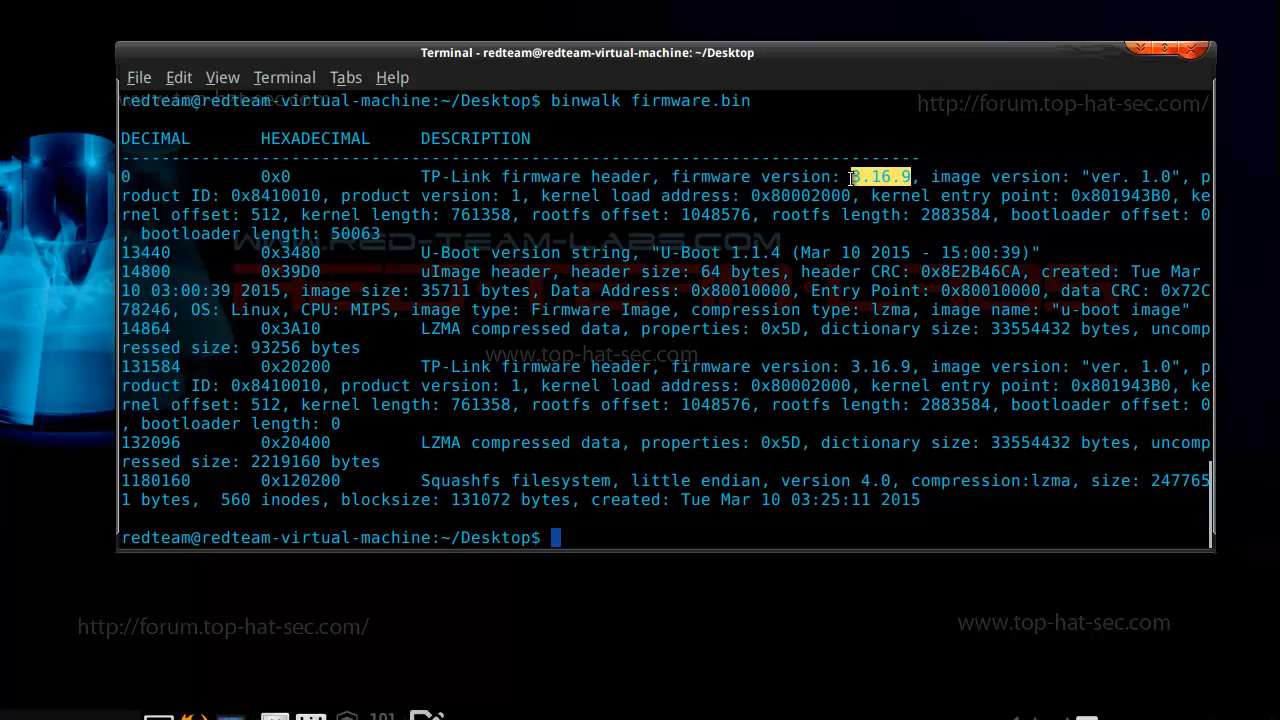 Terminal - redteam@redteam-virtual-machine: ~/Desktop
File Edit View Terminal Tabs Help
redteam@redteam-virtual-machine:~/Desktop$ binwalk firmware.bin
http://forum.top-hat-sec.com/
DECIMAL HEXADECIMAL DESCRIPTION
--------------------------------------------------------------------------------
0 0x0 TP-Link firmware header, firmware version: 3.16.9, image version: "ver. 1.0", p
roduct ID: 0x8410010, product version: 1, kernel load address: 0x80002000, kernel entry point: 0x801943B0, ke
rnel offset: 512, kernel length: 761358, rootfs offset: 1048576, rootfs length: 2883584, bootloader offset: 0
, bootloader length: 50063
WWW.RED-TEAM-LABS.COM
13440 0x3480 U-Boot version string, "U-Boot 1.1.4 (Mar 10 2015 - 15:00:39)"
14800 0x39D0 uImage header, header size: 64 bytes, header CRC: 0x8E2B46CA, created: Tue Mar
10 03:00:39 2015, image size: 35711 bytes, Data Address: 0x80010000, Entry Point: 0x80010000, data CRC: 0x72C
78246, OS: Linux, CPU: MIPS, image type: Firmware Image, compression type: lzma, image name: "u-boot image"
14864 0x3A10 LZMA compressed data, properties: 0x5D, dictionary size: 33554432 bytes, uncomp
ressed size: 93256 bytes
www.top-hat-sec.com
131584 0x20200 TP-Link firmware header, firmware version: 3.16.9, image version: "ver. 1.0", p
roduct ID: 0x8410010, product version: 1, kernel load address: 0x80002000, kernel entry point: 0x801943B0, ke
rnel offset: 512, kernel length: 761358, rootfs offset: 1048576, rootfs length: 2883584, bootloader offset: 0
, bootloader length: 0
132096 0x20400 LZMA compressed data, properties: 0x5D, dictionary size: 33554432 bytes, uncomp
ressed size: 2219160 bytes
1180160 0x120200 Squashfs filesystem, little endian, version 4.0, compression:lzma, size: 247765
1 bytes, 560 inodes, blocksize: 131072 bytes, created: Tue Mar 10 03:25:11 2015
redteam@redteam-virtual-machine:~/Desktop$
http://forum.top-hat-sec.com/
www.top-hat-sec.com